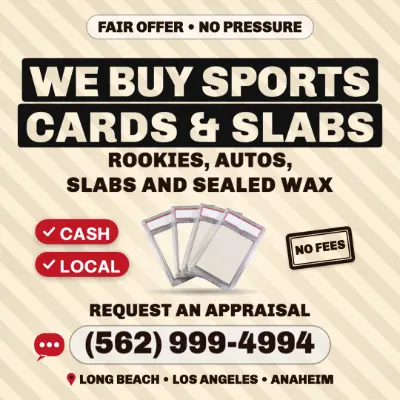 FAIR OFFER • NO PRESSURE
WE BUY SPORTS
CARDS & SLABS
ROOKIES, AUTOS,
SLABS AND SEALED WAX
CASH
LOCAL
NO FEES
REQUEST AN APPRAISAL
(562) 999-4994
LONG BEACH • LOS ANGELES • ANAHEIM